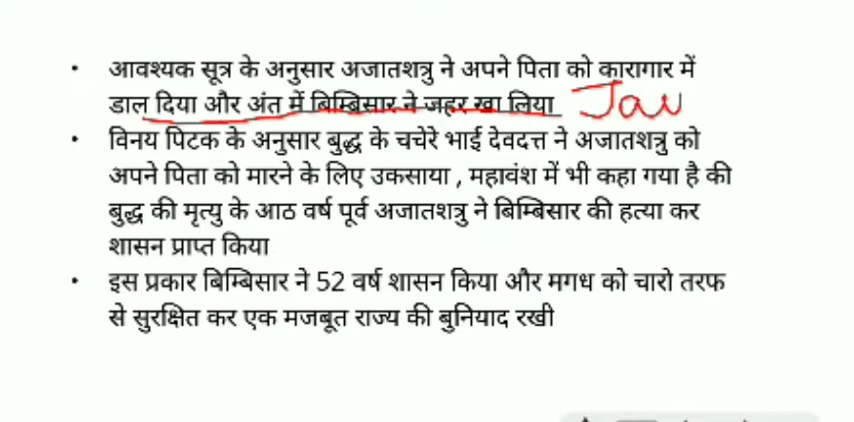 • आवश्यक सूत्र के अनुसार अजातशत्रु ने अपने पिता को कारागार में
डाल दिया और अंत में बिम्बिसार ने जहर खा लिया Jau
• विनय पिटक के अनुसार बुद्ध के चचेरे भाई देवदत्त ने अजातशत्रु को
अपने पिता को मारने के लिए उकसाया , महावंश में भी कहा गया है की
बुद्ध की मृत्यु के आठ वर्ष पूर्व अजातशत्रु ने बिम्बिसार की हत्या कर
शासन प्राप्त किया
• इस प्रकार बिम्बिसार ने 52 वर्ष शासन किया और मगध को चारो तरफ
से सुरक्षित कर एक मजबूत राज्य की बुनियाद रखी